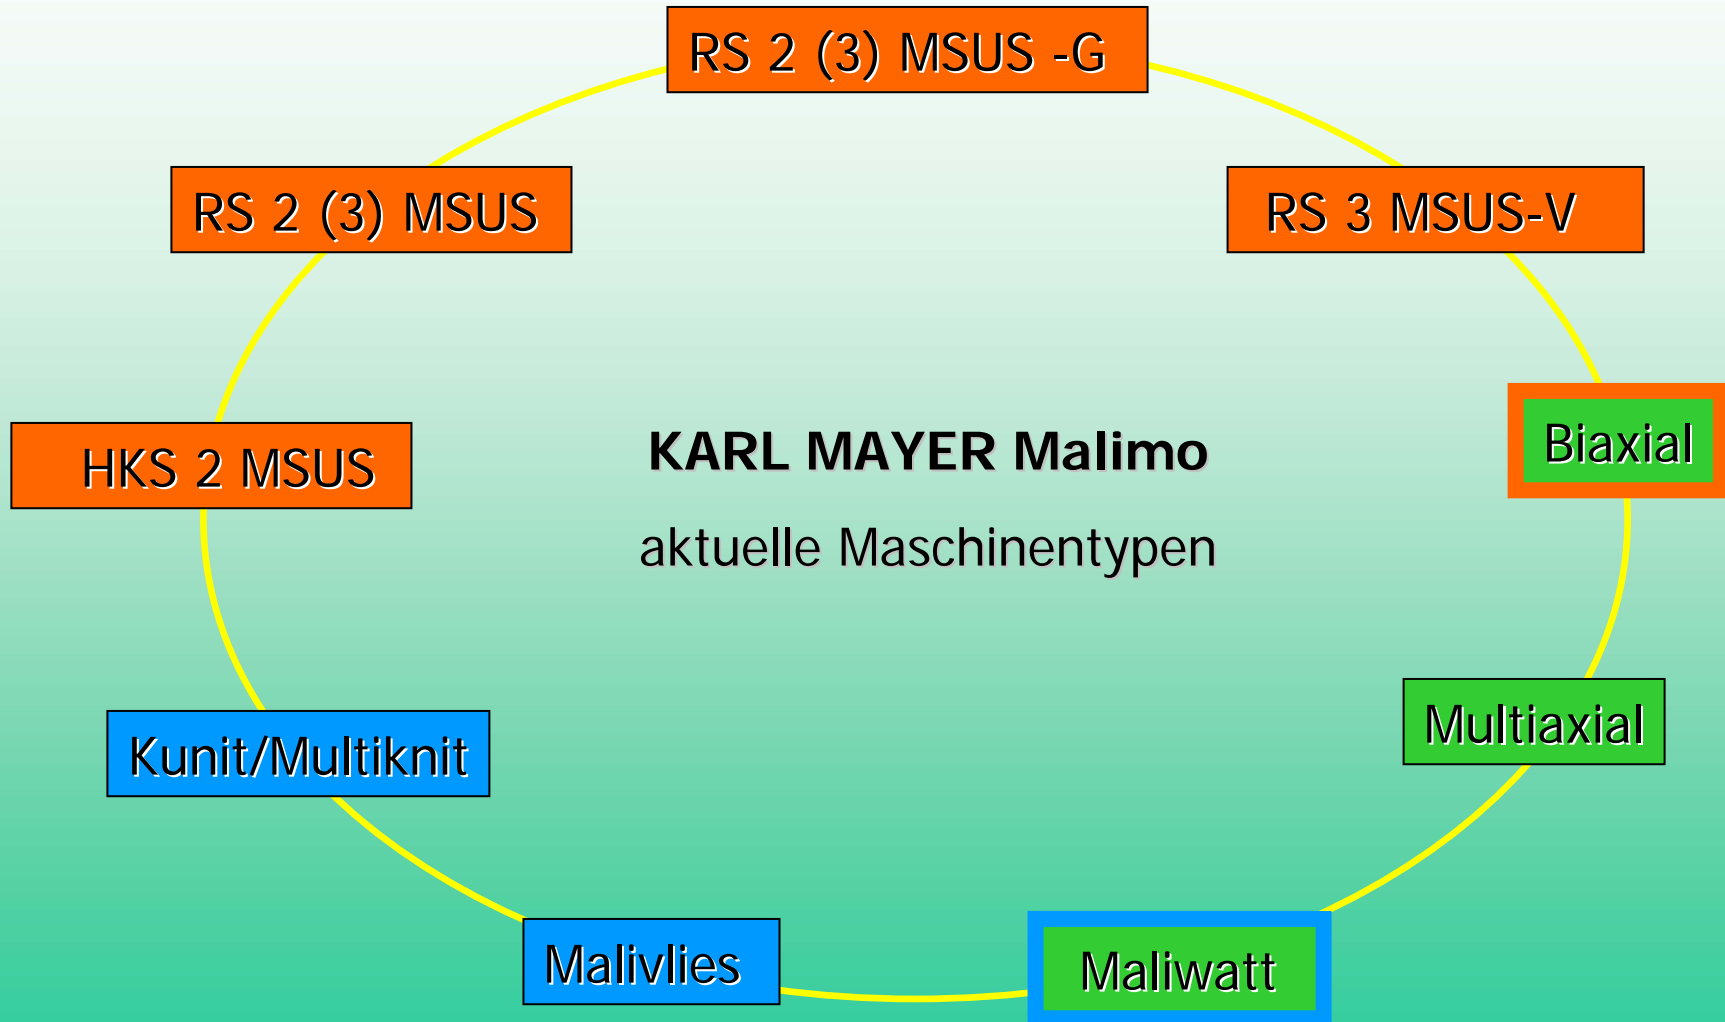 RS 2 (3) MSUS -G
RS 2 (3) MSUS
RS 3 MSUS-V
HKS 2 MSUS
KARL MAYER Malimo
Biaxial
aktuelle Maschinentypen
Kunit/Multiknit
Multiaxial
Malivlies
Maliwatt